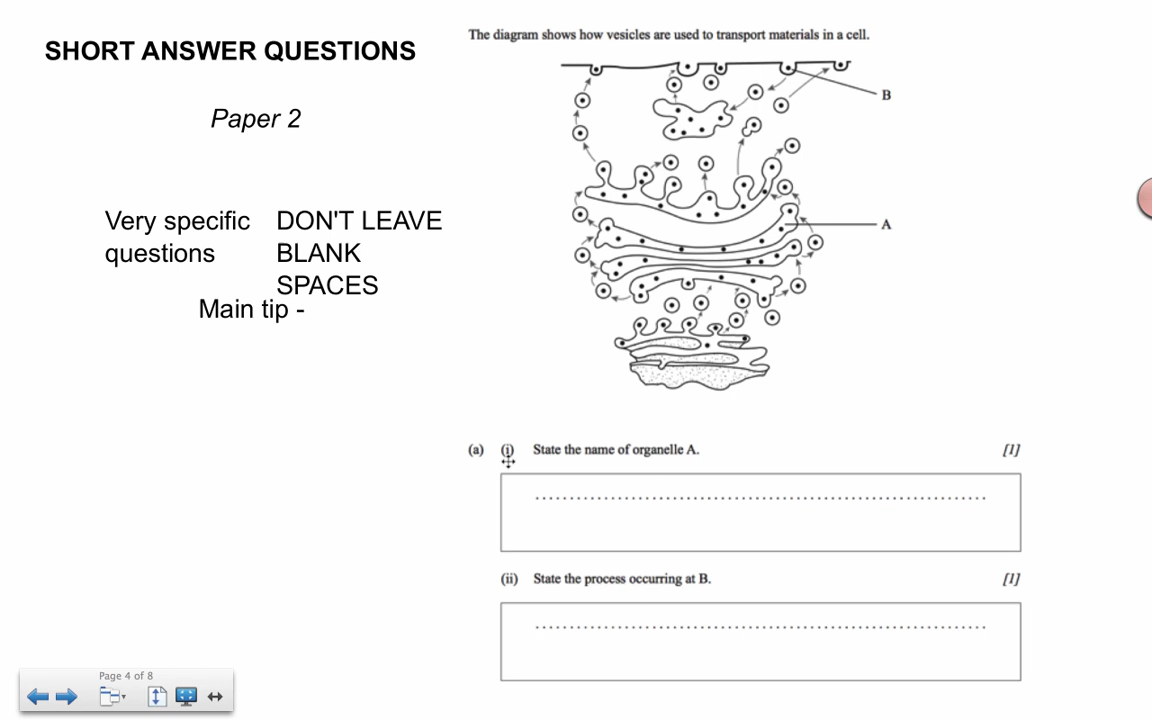 SHORT ANSWER QUESTIONS
Paper 2
Very specific
questions
DON'T LEAVE
BLANK
SPACES
Main tip -
The diagram shows how vesicles are used to transport materials in a cell.
B
A
(a) (i) State the name of organelle A. [1]
(ii) State the process occurring at B. [1]
Page 4 of 8